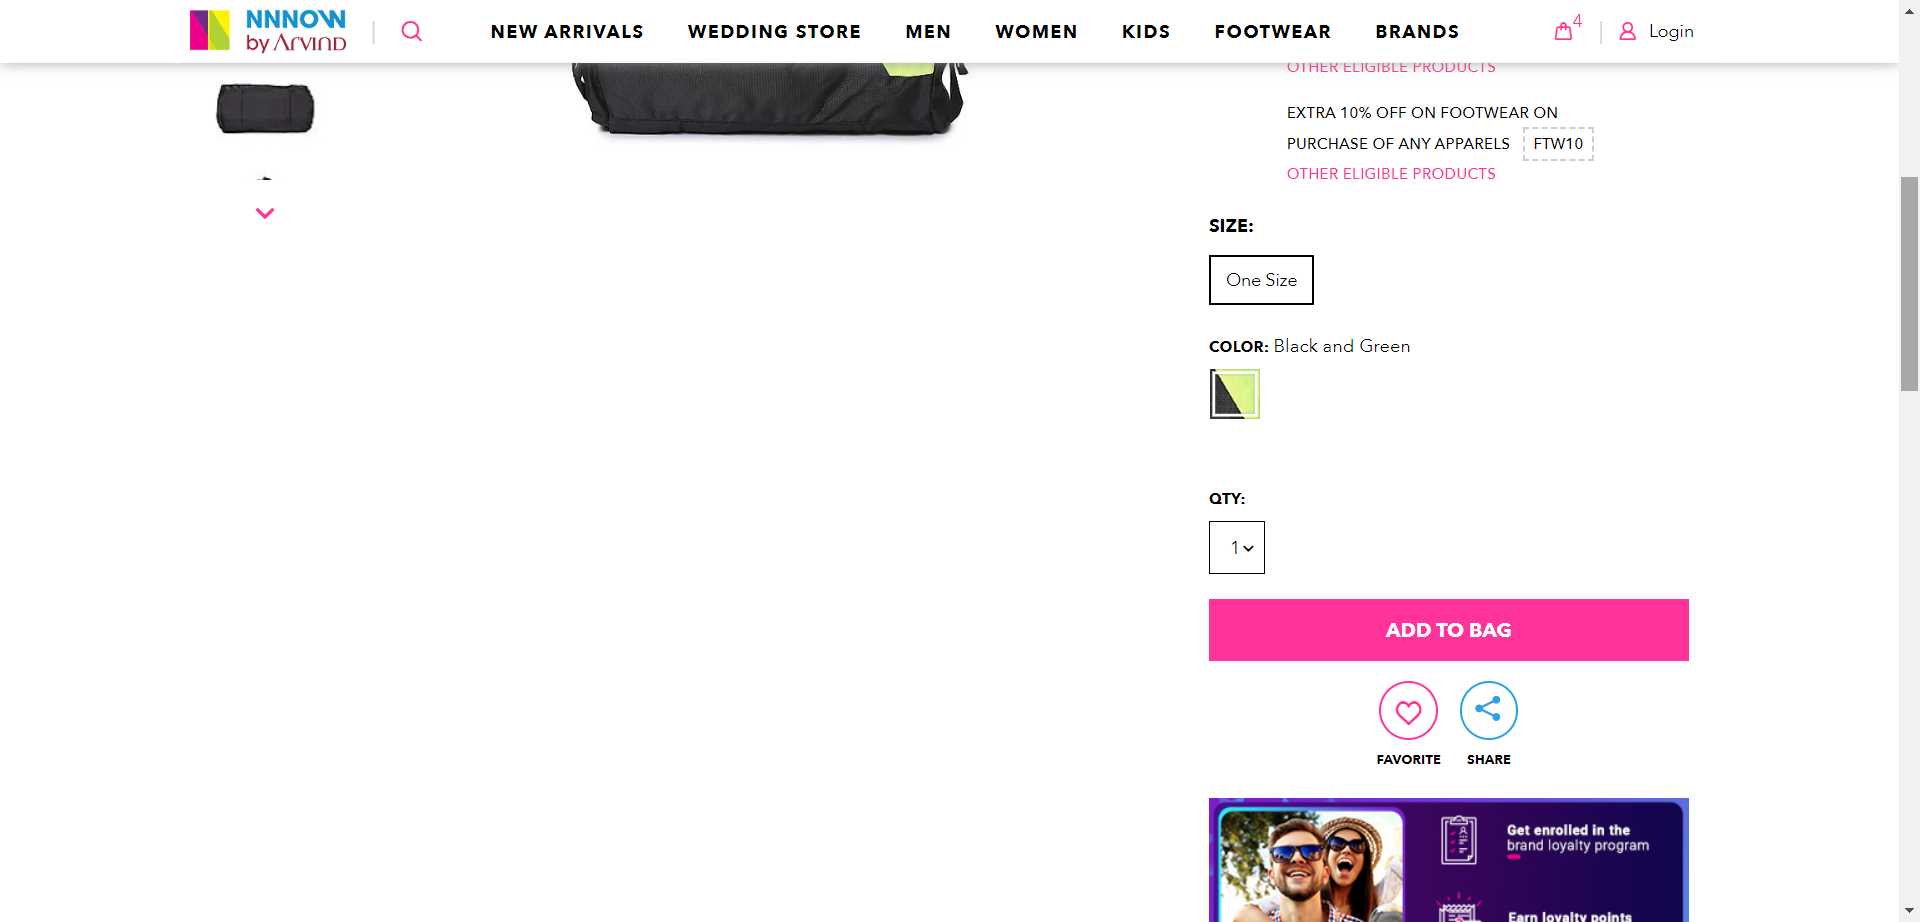 NNNOW
by Arvind
NEW ARRIVALS
WEDDING STORE
MEN
WOMEN
KIDS
FOOTWEAR
BRANDS
4
Login
OTHER ELIGIBLE PRODUCTS
EXTRA 10% OFF ON FOOTWEAR ON
PURCHASE OF ANY APPARELS FTW10
OTHER ELIGIBLE PRODUCTS
SIZE:
One Size
COLOR: Black and Green
QTY:
1
ADD TO BAG
FAVORITE
SHARE
Get enrolled in the
brand loyalty program
Earn loyalty points